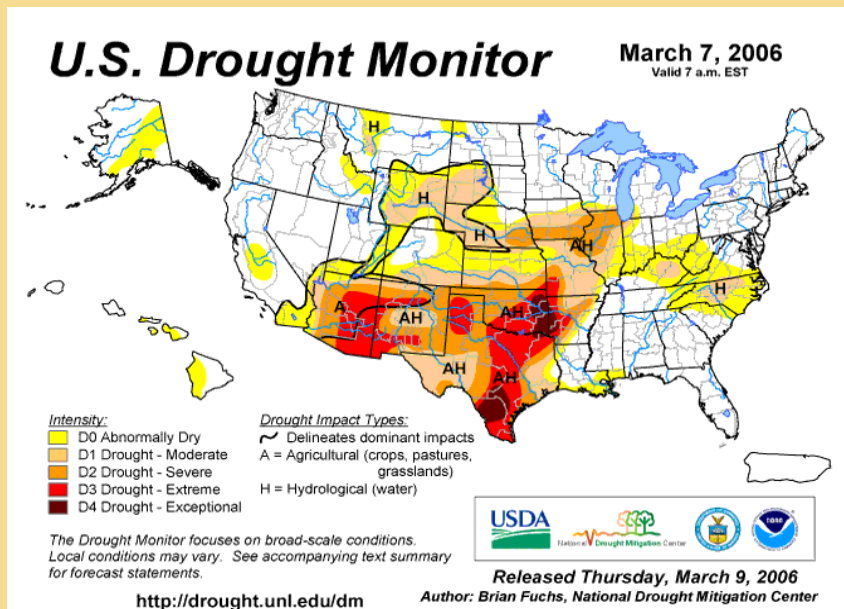 U.S. Drought Monitor
March 7, 2006
Valid 7 a.m. EST
H
H
H
AH
H
A
AH
AH
AH
AH
Intensity:
D0 Abnormally Dry
D1 Drought - Moderate
D2 Drought - Severe
D3 Drought - Extreme
D4 Drought - Exceptional
Drought Impact Types:
Delineates dominant impacts
A = Agricultural (crops, pastures,
grasslands)
H = Hydrological (water)
The Drought Monitor focuses on broad-scale conditions.
Local conditions may vary. See accompanying text summary
for forecast statements.
http://drought.unl.edu/dm
USDA
National Drought Mitigation Center
NOAA
Released Thursday, March 9, 2006
Author: Brian Fuchs, National Drought Mitigation Center